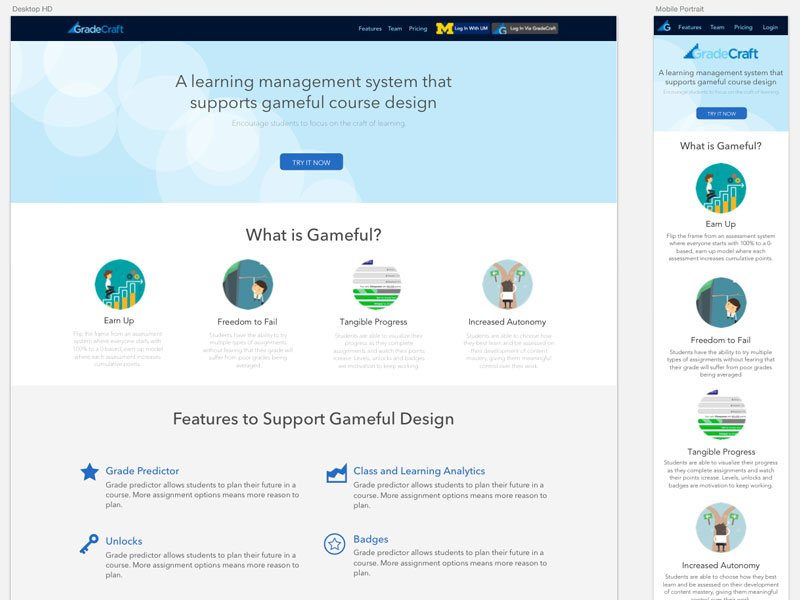 Desktop HD
GradeCraft
Features Team Pricing Log In With UM Log In Via GradeCraft
A learning management system that
supports gameful course design
Encourage students to focus on the craft of learning.
TRY IT NOW
What is Gameful?
Earn Up
Flip the frame from an assessment
system where everyone starts with
100% to a 0-based earn-up model
where each assessment increases
cumulative points.
Freedom to Fail
Students have the ability to try
multiple types of assignments
without fearing that their grade will
suffer from poor grades being
averaged
Tangible Progress
Students are able to visualize their
progress as they complete
assignments and watch their points
increase. Levels, unlocks and badges
are motivation to keep working.
Increased Autonomy
Students are able to choose how
they best learn and be assessed on
their development of content
mastery, giving them meaningful
control over their work.
Features to Support Gameful Design
Grade Predictor
Grade predictor allows students to plan their future in a
course. More assignment options means more reason to
plan.
Class and Learning Analytics
Grade predictor allows students to plan their future in a
course. More assignment options means more reason to
plan.
Unlocks
Grade predictor allows students to plan their future in a
course. More assignment options means more reason to
plan.
Badges
Grade predictor allows students to plan their future in a
course. More assignment options means more reason to
plan.
Mobile Portrait
Features Team Pricing Login
GradeCraft
A learning management system that
supports gameful course design
Encourage students to focus on the craft of learning.
TRY IT NOW
What is Gameful?
Earn Up
Flip the frame from an assessment system
where everyone starts with 100% to a 0-
based, earn-up model where each
assessment increases cumulative points.
Freedom to Fail
Students have the ability to try multiple
types of assignments without fearing that
their grade will suffer from poor grades
being averaged
Tangible Progress
Students are able to visualize their progress
as they complete assignments and watch
their points icrease. Levels, unlocks and
badges are motivation to keep working.
Increased Autonomy
Students are able to choose how they best
learn and be assessed on their development
of content mastery, giving them meaningful
control over their work.